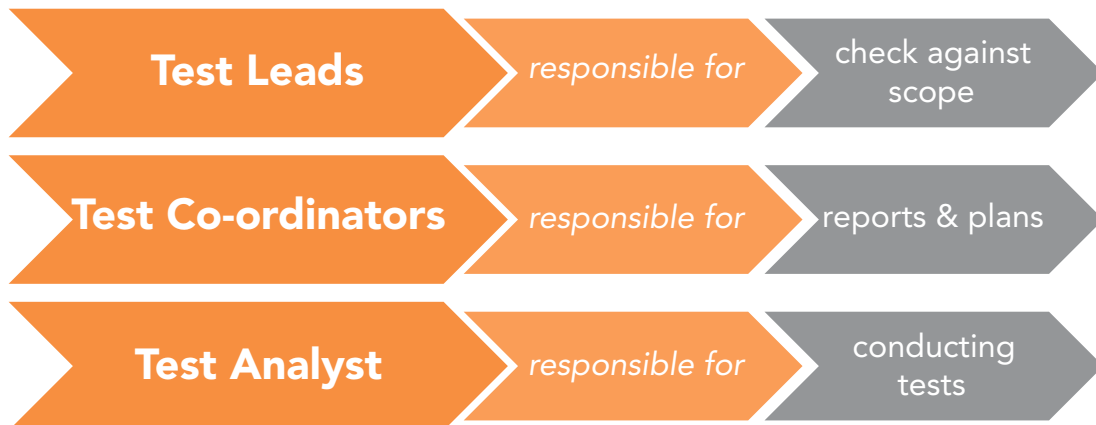 Test Leads
responsible for
check against
scope
Test Co-ordinators
responsible for
reports & plans
Test Analyst
responsible for
conducting
tests